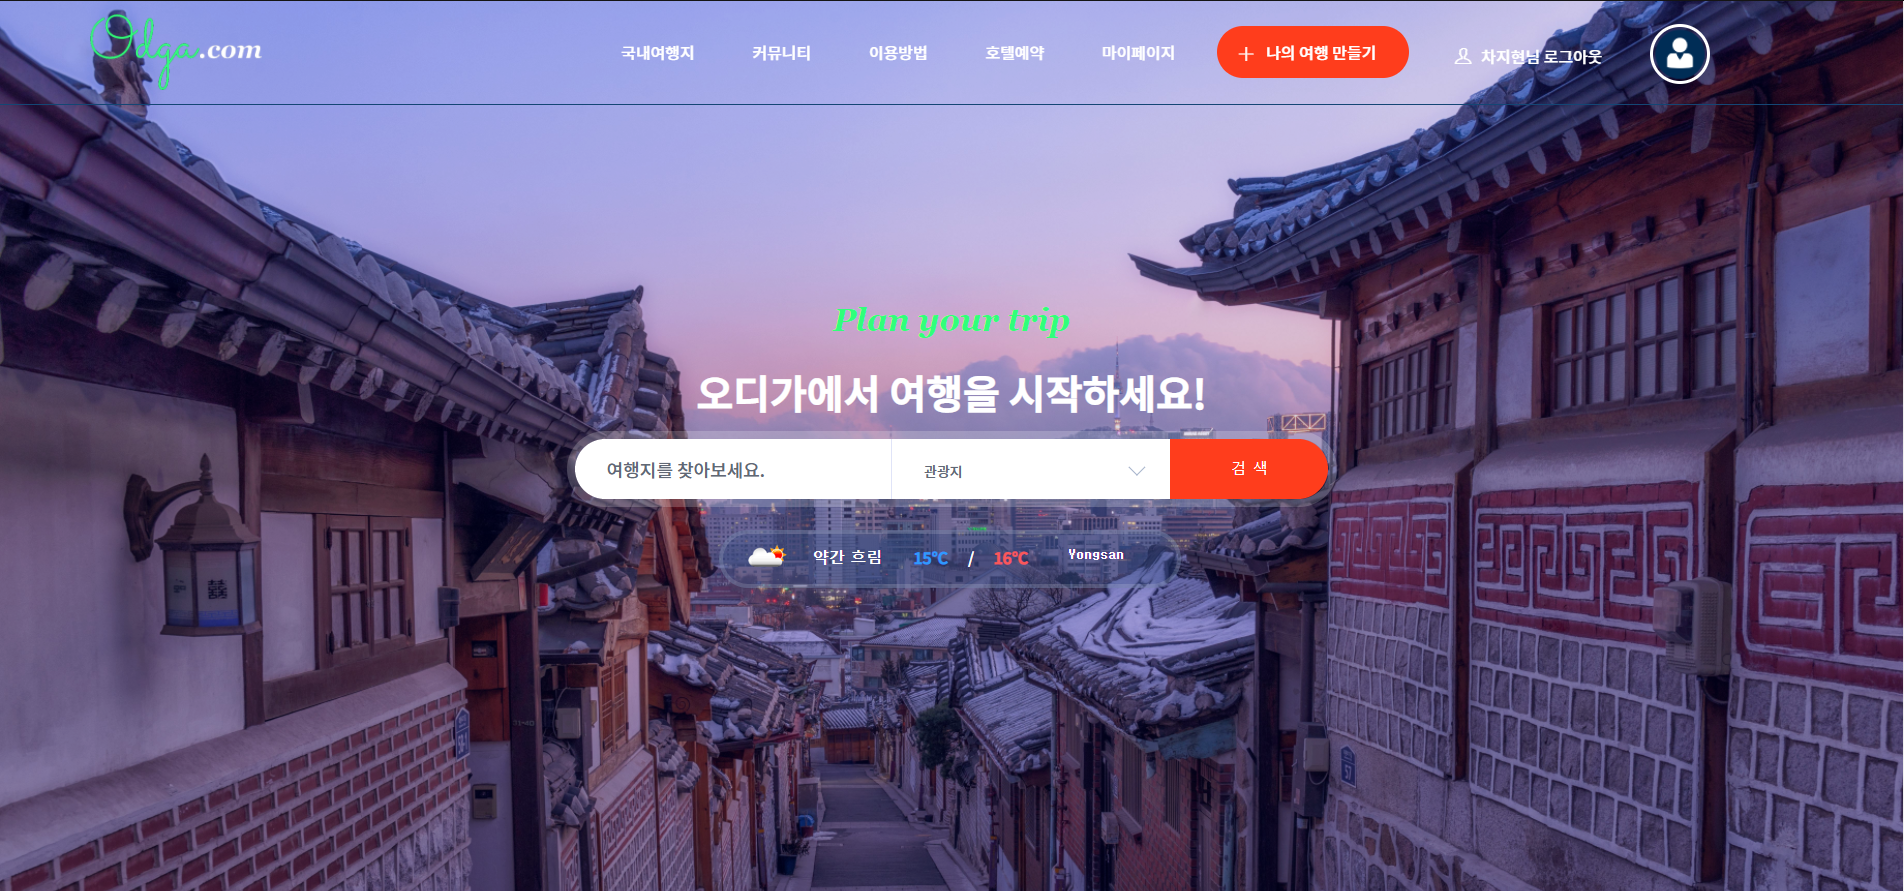 Odga.com
국내여행지
커뮤니티
이용방법
호텔예약
마이페이지
+ 나의 여행 만들기
차지현님 로그아웃
Plan your trip
오디가에서 여행을 시작하세요!
여행지를 찾아보세요.
관광지
검 색
약간 흐림 15℃ / 16℃ Yongsan
57